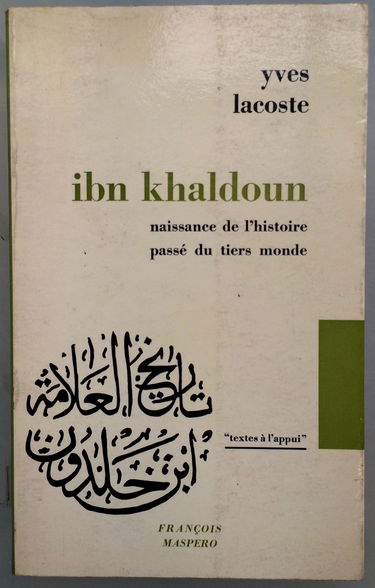 yves
lacoste
ibn khaldoun
naissance de l'histoire
passé du tiers monde
تاريخ العلامة
ابن خلدون
"textes à l'appui"
FRANÇOIS
MASPERO